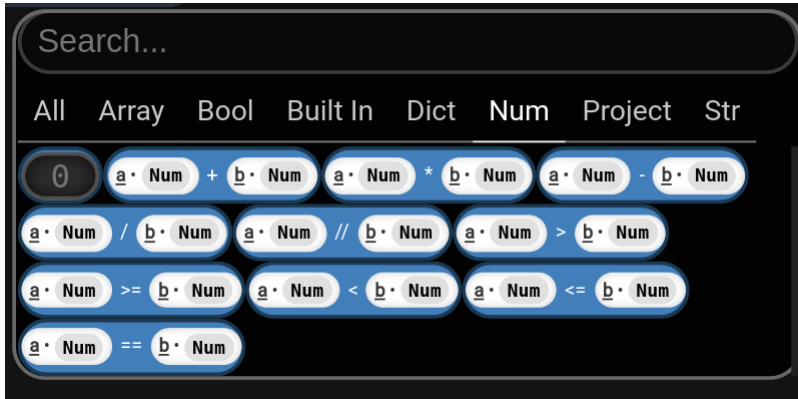 Search...
All Array Bool Built In Dict Num Project Str
0 a· Num + b· Num a· Num * b· Num a· Num - b· Num
a· Num / b· Num a· Num // b· Num a· Num > b· Num
a· Num >= b· Num a· Num < b· Num a· Num <= b· Num
a· Num == b· Num